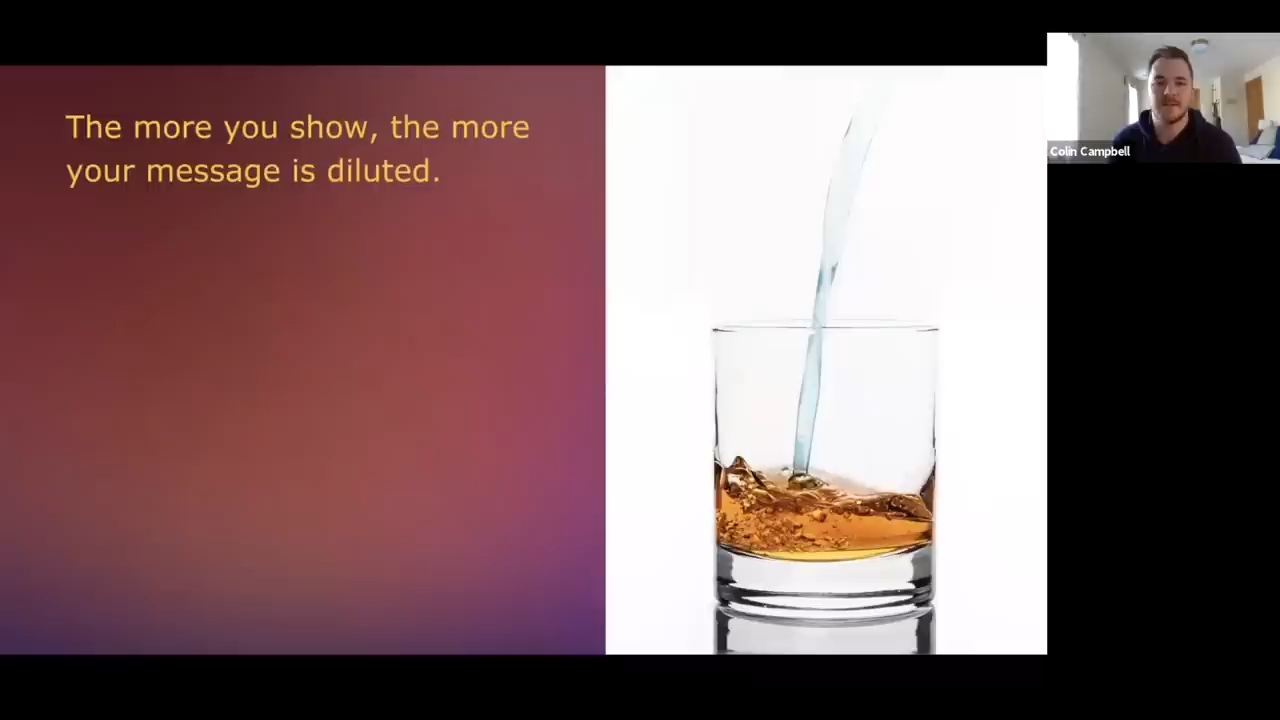 The more you show, the more
your message is diluted.
Colin Campbell